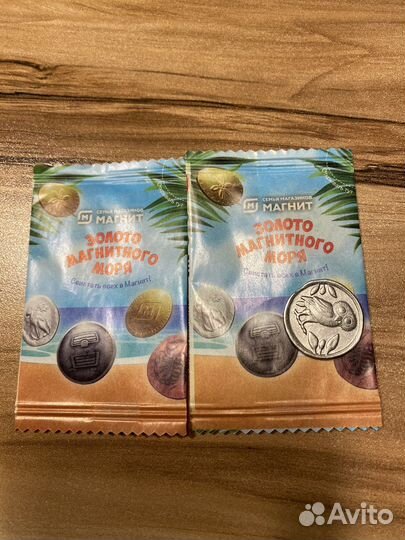 СЕМЬЯ МАГАЗИНОВ
МАГНИТ
ЗОЛОТО
МАГНИТНОГО
МОРЯ
Свистать всех в Магнит!
СЕМЬЯ МАГАЗИНОВ
МАГНИТ
ЗОЛОТО
МАГНИТНОГО
МОРЯ
Свистать всех в Магнит!
Avito